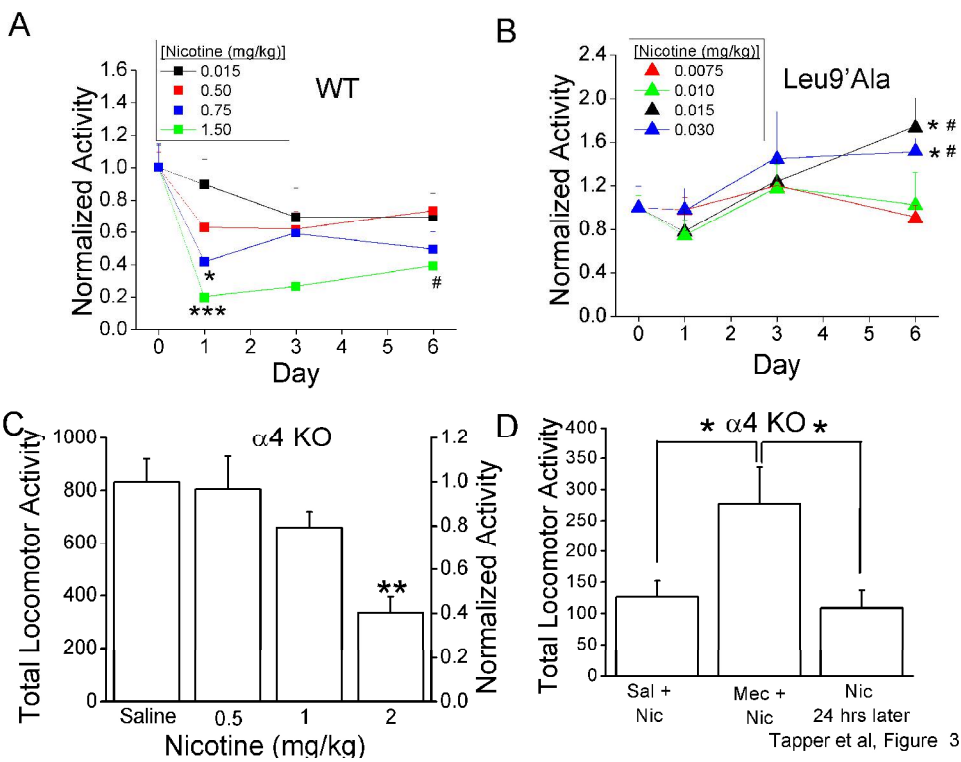 A
[Nicotine (mg/kg)]
0.015
0.50
0.75
1.50
WT
Normalized Activity
1.6
1.4
1.2
1.0
0.8
0.6
0.4
0.2
0.0
*
***
#
0 1 2 3 4 5 6
Day
B
[Nicotine (mg/kg)]
0.0075
0.010
0.015
0.030
Leu9'Ala
Normalized Activity
2.4
2.0
1.6
1.2
0.8
0.4
0.0
* #
* #
0 1 2 3 4 5 6
Day
C
α4 KO
Total Locomotor Activity
1000
800
600
400
200
0
Normalized Activity
1.2
1.0
0.8
0.6
0.4
0.2
0.0
**
Saline 0.5 1 2
Nicotine (mg/kg)
D
* α4 KO *
Total Locomotor Activity
400
350
300
250
200
150
100
50
0
Sal + Nic
Mec + Nic
Nic 24 hrs later
Tapper et al, Figure 3